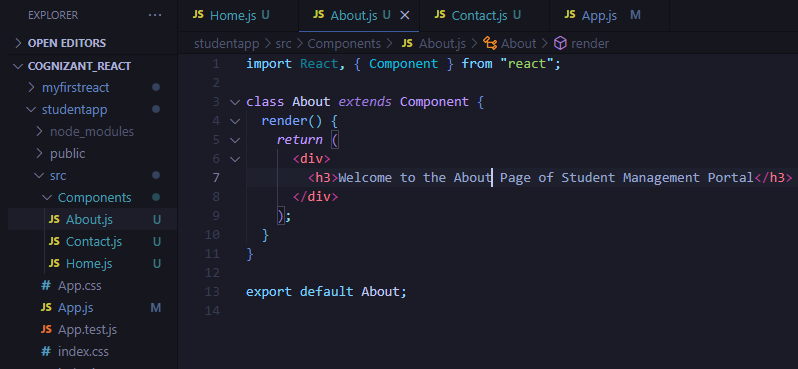 EXPLORER
OPEN EDITORS
COGNIZANT_REACT
myfirstreact
studentapp
node_modules
public
src
Components
JS About.js U
JS Contact.js U
JS Home.js U
# App.css
JS App.js M
JS App.test.js
# index.css
JS Home.js U
JS About.js U
JS Contact.js U
JS App.js M
studentapp > src > Components > JS About.js > About > render
1 import React, { Component } from "react";
2
3 class About extends Component {
4 render() {
5 return (
6 <div>
7 <h3>Welcome to the About Page of Student Management Portal</h3>
8 </div>
9 );
10 }
11 }
12
13 export default About;
14